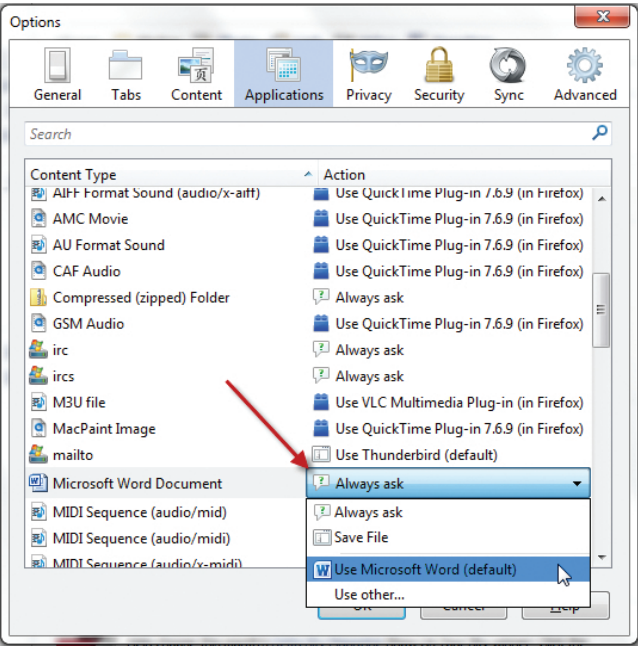 Options
General Tabs Content Applications Privacy Security Sync Advanced
Search
Content Type Action
AIFF Format Sound (audio/x-aiff) Use QuickTime Plug-in 7.6.9 (in Firefox)
AMC Movie Use QuickTime Plug-in 7.6.9 (in Firefox)
AU Format Sound Use QuickTime Plug-in 7.6.9 (in Firefox)
CAF Audio Use QuickTime Plug-in 7.6.9 (in Firefox)
Compressed (zipped) Folder Always ask
GSM Audio Use QuickTime Plug-in 7.6.9 (in Firefox)
irc Always ask
ircs Always ask
M3U file Use VLC Multimedia Plug-in (in Firefox)
MacPaint Image Use QuickTime Plug-in 7.6.9 (in Firefox)
mailto Use Thunderbird (default)
Microsoft Word Document Always ask
MIDI Sequence (audio/mid) Always ask
MIDI Sequence (audio/midi) Save File
MIDI Sequence (audio/x-midi) Use Microsoft Word (default)
Use other...
OK Cancel Help